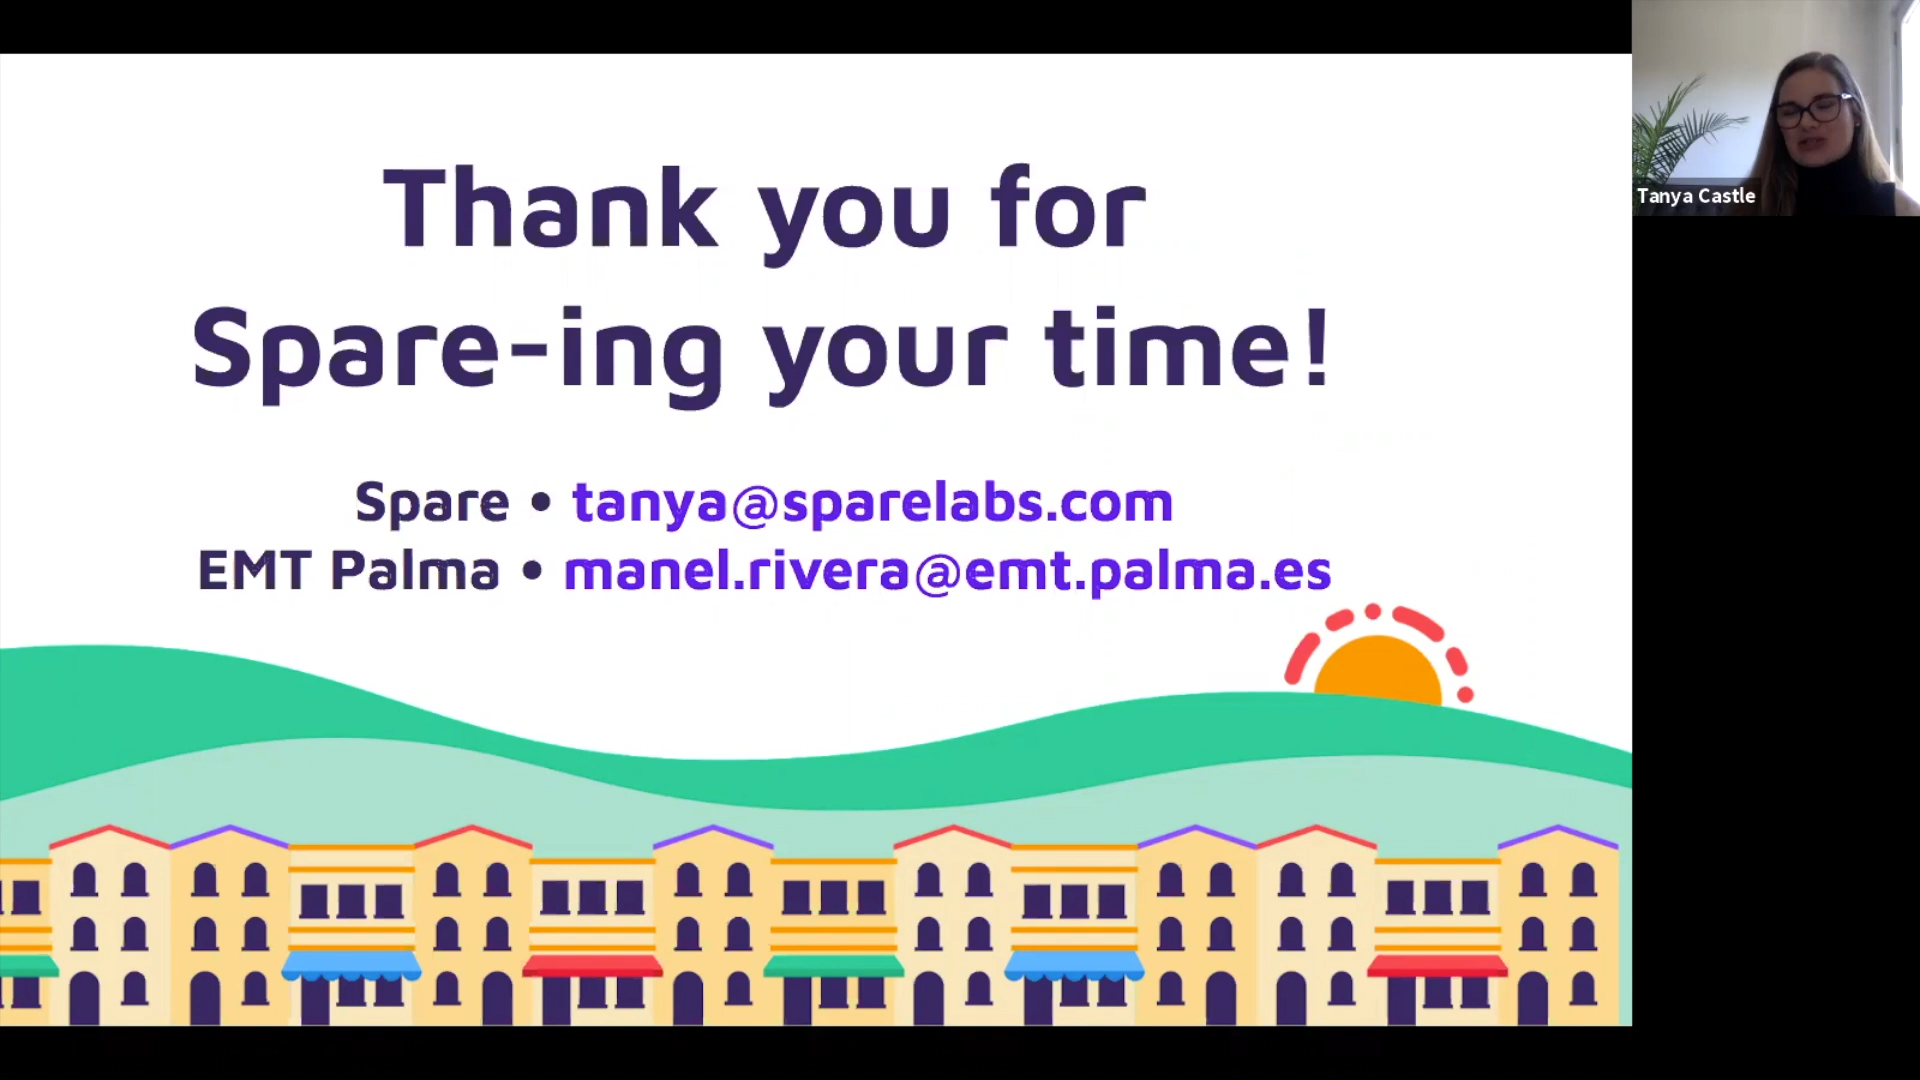 Thank you for
Spare-ing your time!
Spare • tanya@sparelabs.com
EMT Palma • manel.rivera@emt.palma.es
Tanya Castle